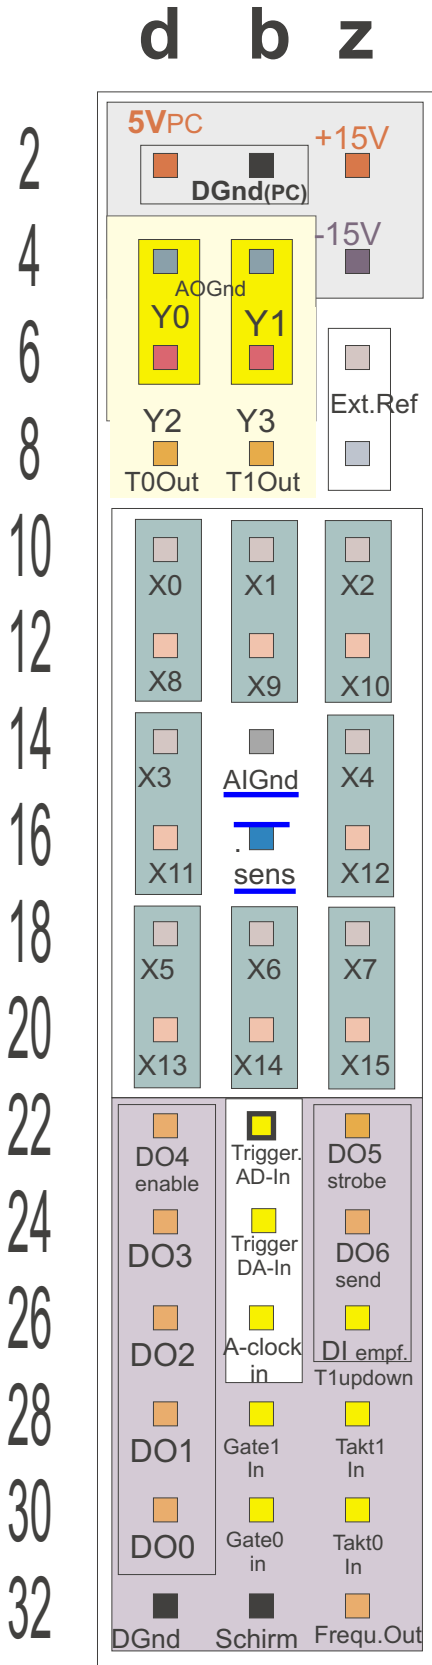 d b z
5VPC
+15V
2
DGnd(PC)
-15V
4
AOGnd
Y0 Y1
6
Ext.Ref
Y2 Y3
8
T0Out T1Out
10
X0 X1 X2
12
X8 X9 X10
14
X3 AIGnd X4
16
.
X11 sens X12
18
X5 X6 X7
20
X13 X14 X15
22
DO4 Trigger. DO5
enable AD-In strobe
24
DO3 Trigger DO6
DA-In send
26
DO2 A-clock DI empf.
in T1updown
28
DO1 Gate1 Takt1
In In
30
DO0 Gate0 Takt0
in In
32
DGnd Schirm Frequ.Out